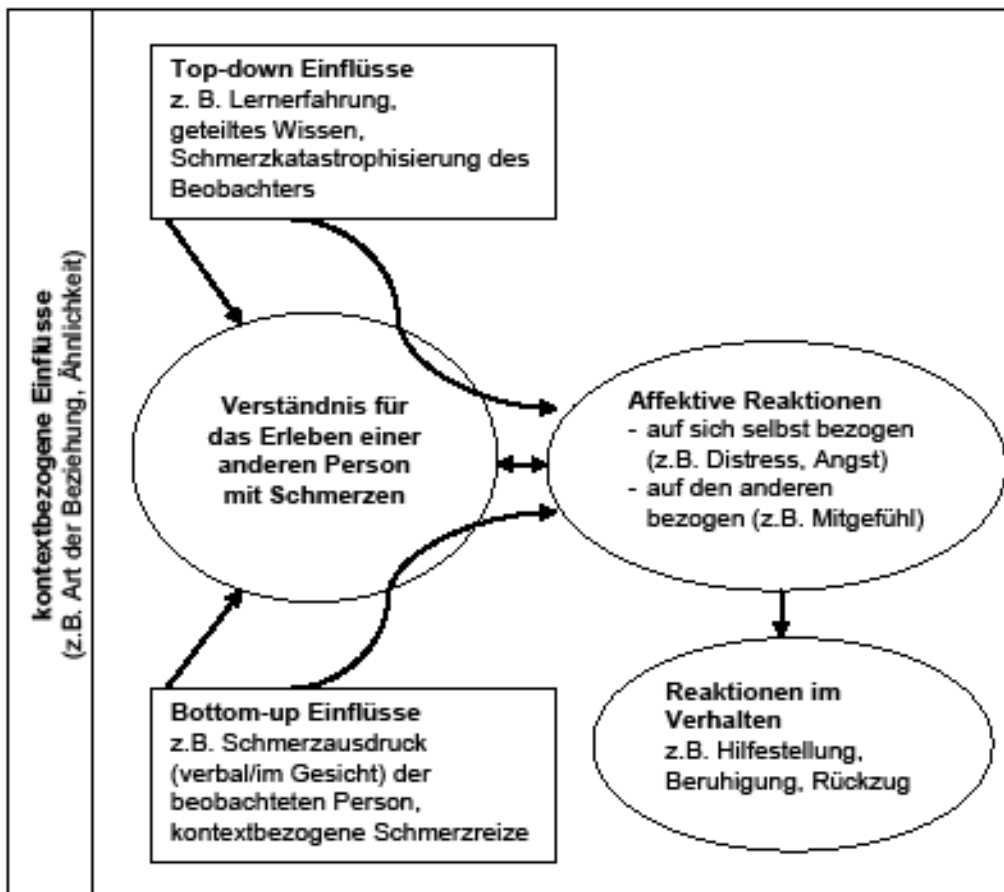 kontextbezogene Einflüsse
(z.B. Art der Beziehung, Ähnlichkeit)
Top-down Einflüsse
z. B. Lernerfahrung,
geteiltes Wissen,
Schmerzkatastrophisierung des
Beobachters
Verständnis für
das Erleben einer
anderen Person
mit Schmerzen
Affektive Reaktionen
- auf sich selbst bezogen
(z.B. Distress, Angst)
- auf den anderen
bezogen (z.B. Mitgefühl)
Bottom-up Einflüsse
z.B. Schmerzausdruck
(verbal/im Gesicht) der
beobachteten Person,
kontextbezogene Schmerzreize
Reaktionen im
Verhalten
z.B. Hilfestellung,
Beruhigung, Rückzug